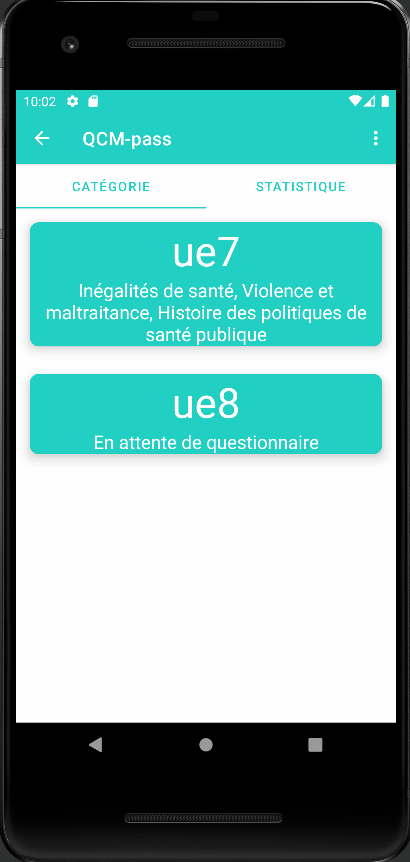 10:02
QCM-pass
CATÉGORIE
STATISTIQUE
ue7
Inégalités de santé, Violence et
maltraitance, Histoire des politiques de
santé publique
ue8
En attente de questionnaire